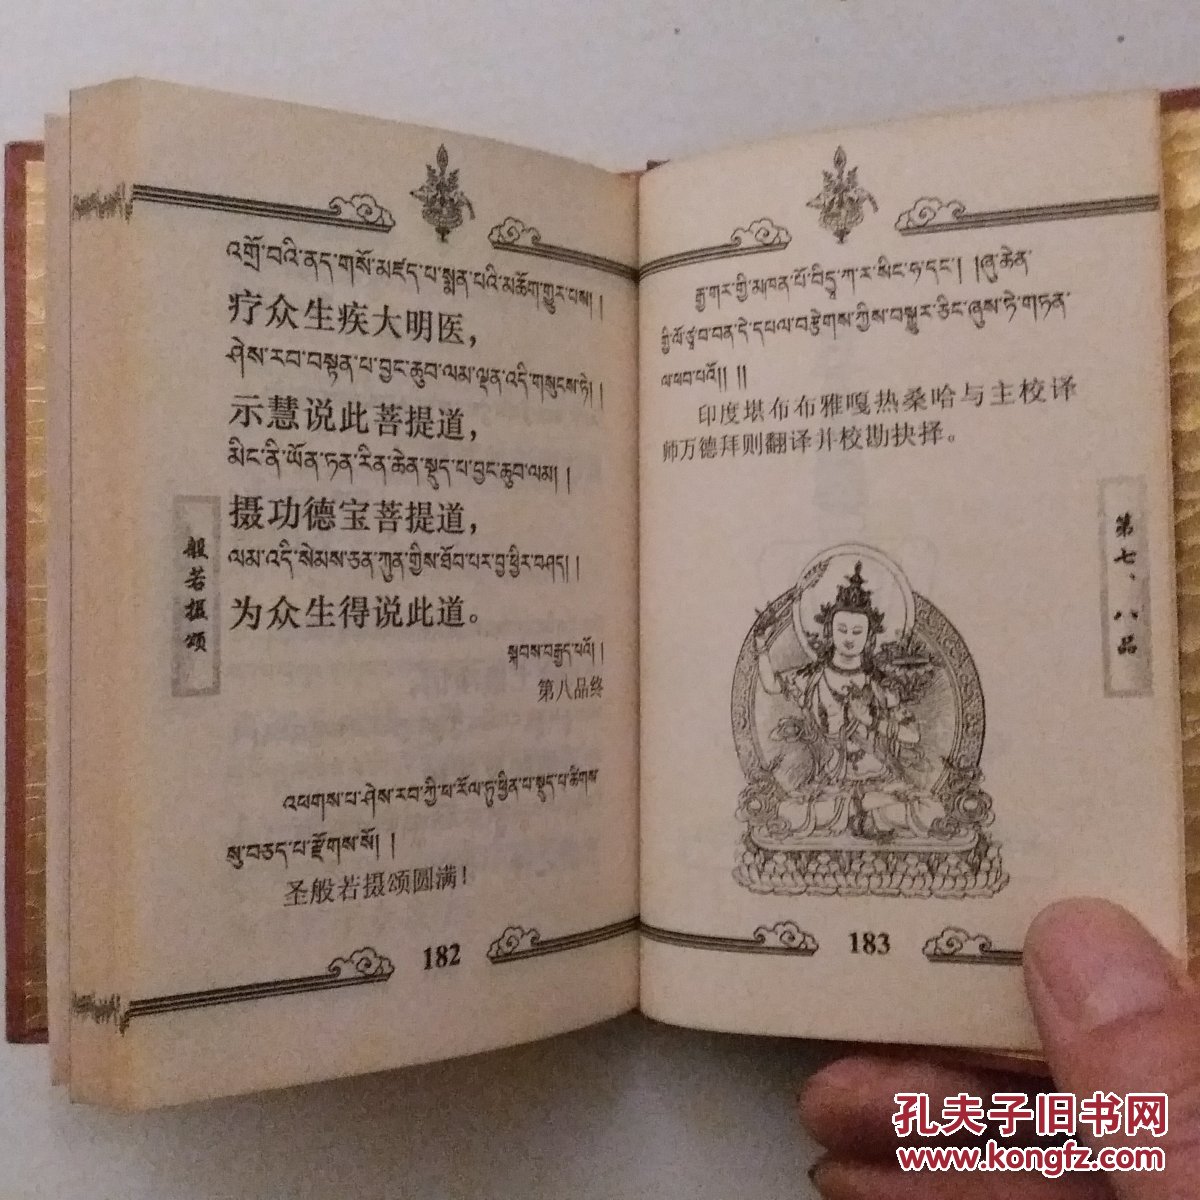 འགྲོ་བའི་ནད་གསོ་མཛད་པ་སྨན་པའི་མཆོག་གྱུར་པས། །
疗众生疾大明医，
ཤེས་རབ་བསྟན་པ་བྱང་ཆུབ་ལམ་ལྡན་འདི་གསུངས་ཏེ། །
示慧说此菩提道，
མིང་ནི་ཡོན་ཏན་རིན་ཆེན་སྡུད་པ་བྱང་ཆུབ་ལམ། །
摄功德宝菩提道，
ལམ་འདི་སེམས་ཅན་ཀུན་གྱིས་ཐོབ་པར་བྱ་ཕྱིར་བཤད། །
为众生得说此道。
སྐབས་བརྒྱད་པའོ། །
第八品终
འཕགས་པ་ཤེས་རབ་ཀྱི་ཕ་རོལ་ཏུ་ཕྱིན་པ་སྡུད་པ་ཚིགས་
སུ་བཅད་པ་རྫོགས་སོ། །
圣般若摄颂圆满！
般若摄颂
182
རྒྱ་གར་གྱི་མཁན་པོ་བིདྱཱ་ཀ་ར་སིང་ཧ་དང་། །ཞུ་ཆེན་
གྱི་ལོ་ཙཱ་བ་བན་དེ་དཔལ་བརྩེགས་ཀྱིས་བསྒྱུར་ཅིང་ཞུས་ཏེ་གཏན་
ལ་ཕབ་པའོ།། །།
印度堪布布雅嘎热桑哈与主校译
师万德拜则翻译并校勘抉择。
第七、八品
183
孔夫子旧书网
www.kongfz.com